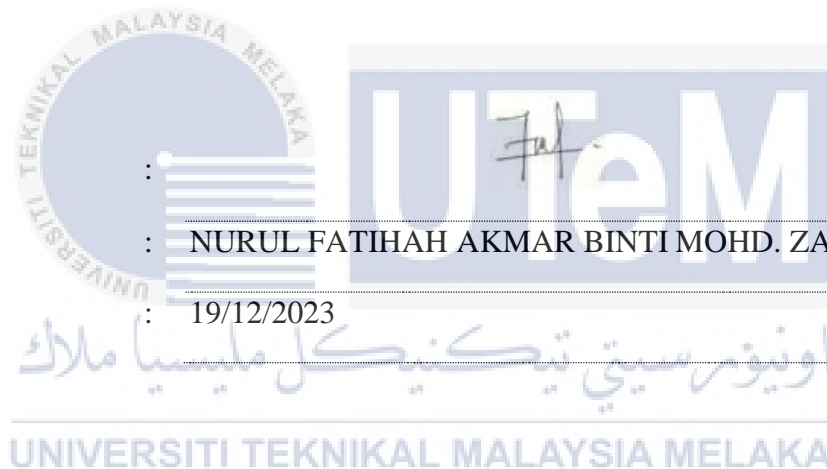 UNIVERSITI TEKNIKAL MALAYSIA MELAKA
UTeM
:
: NURUL FATIHAH AKMAR BINTI MOHD. ZA
: 19/12/2023
اونيۏرسيتي تيكنيكل مليسيا ملاك
UNIVERSITI TEKNIKAL MALAYSIA MELAKA